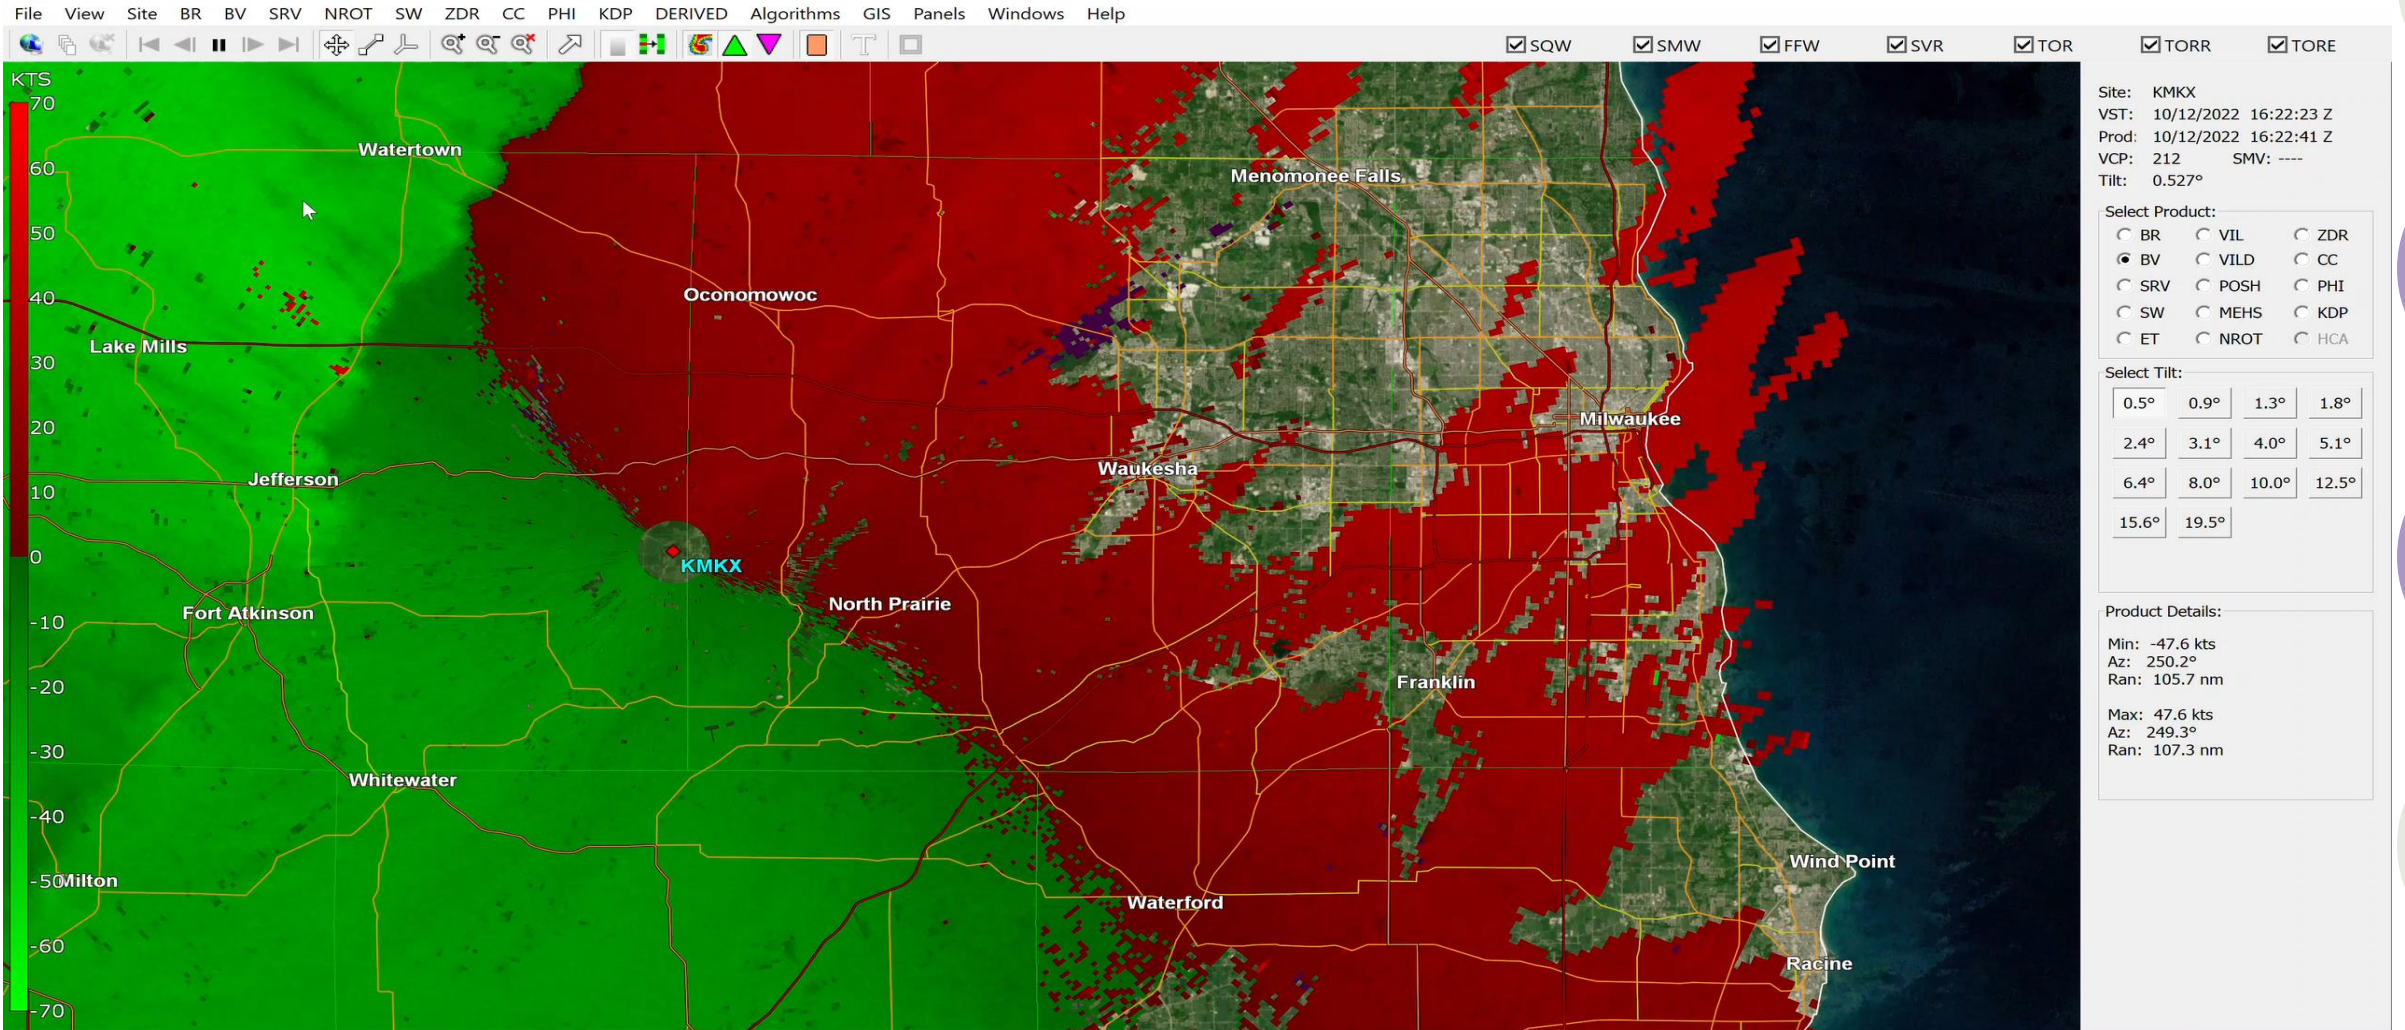 File View Site BR BV SRV NROT SW ZDR CC PHI KDP DERIVED Algorithms GIS Panels Windows Help
SQW SMW FFW SVR TOR TORR TORE
KTS
70
60
50
40
30
20
10
0
-10
-20
-30
-40
-50
-60
-70
Watertown
Menomonee Falls
Oconomowoc
Lake Mills
Milwaukee
Waukesha
Jefferson
KMKX
North Prairie
Fort Atkinson
Franklin
Whitewater
Wind Point
Milton
Waterford
Racine
Site: KMKX
VST: 10/12/2022 16:22:23 Z
Prod: 10/12/2022 16:22:41 Z
VCP: 212 SMV: ----
Tilt: 0.527°
Select Product:
BR VIL ZDR
BV VILD CC
SRV POSH PHI
SW MEHS KDP
ET NROT HCA
Select Tilt:
0.5° 0.9° 1.3° 1.8°
2.4° 3.1° 4.0° 5.1°
6.4° 8.0° 10.0° 12.5°
15.6° 19.5°
Product Details:
Min: -47.6 kts
Az: 250.2°
Ran: 105.7 nm
Max: 47.6 kts
Az: 249.3°
Ran: 107.3 nm